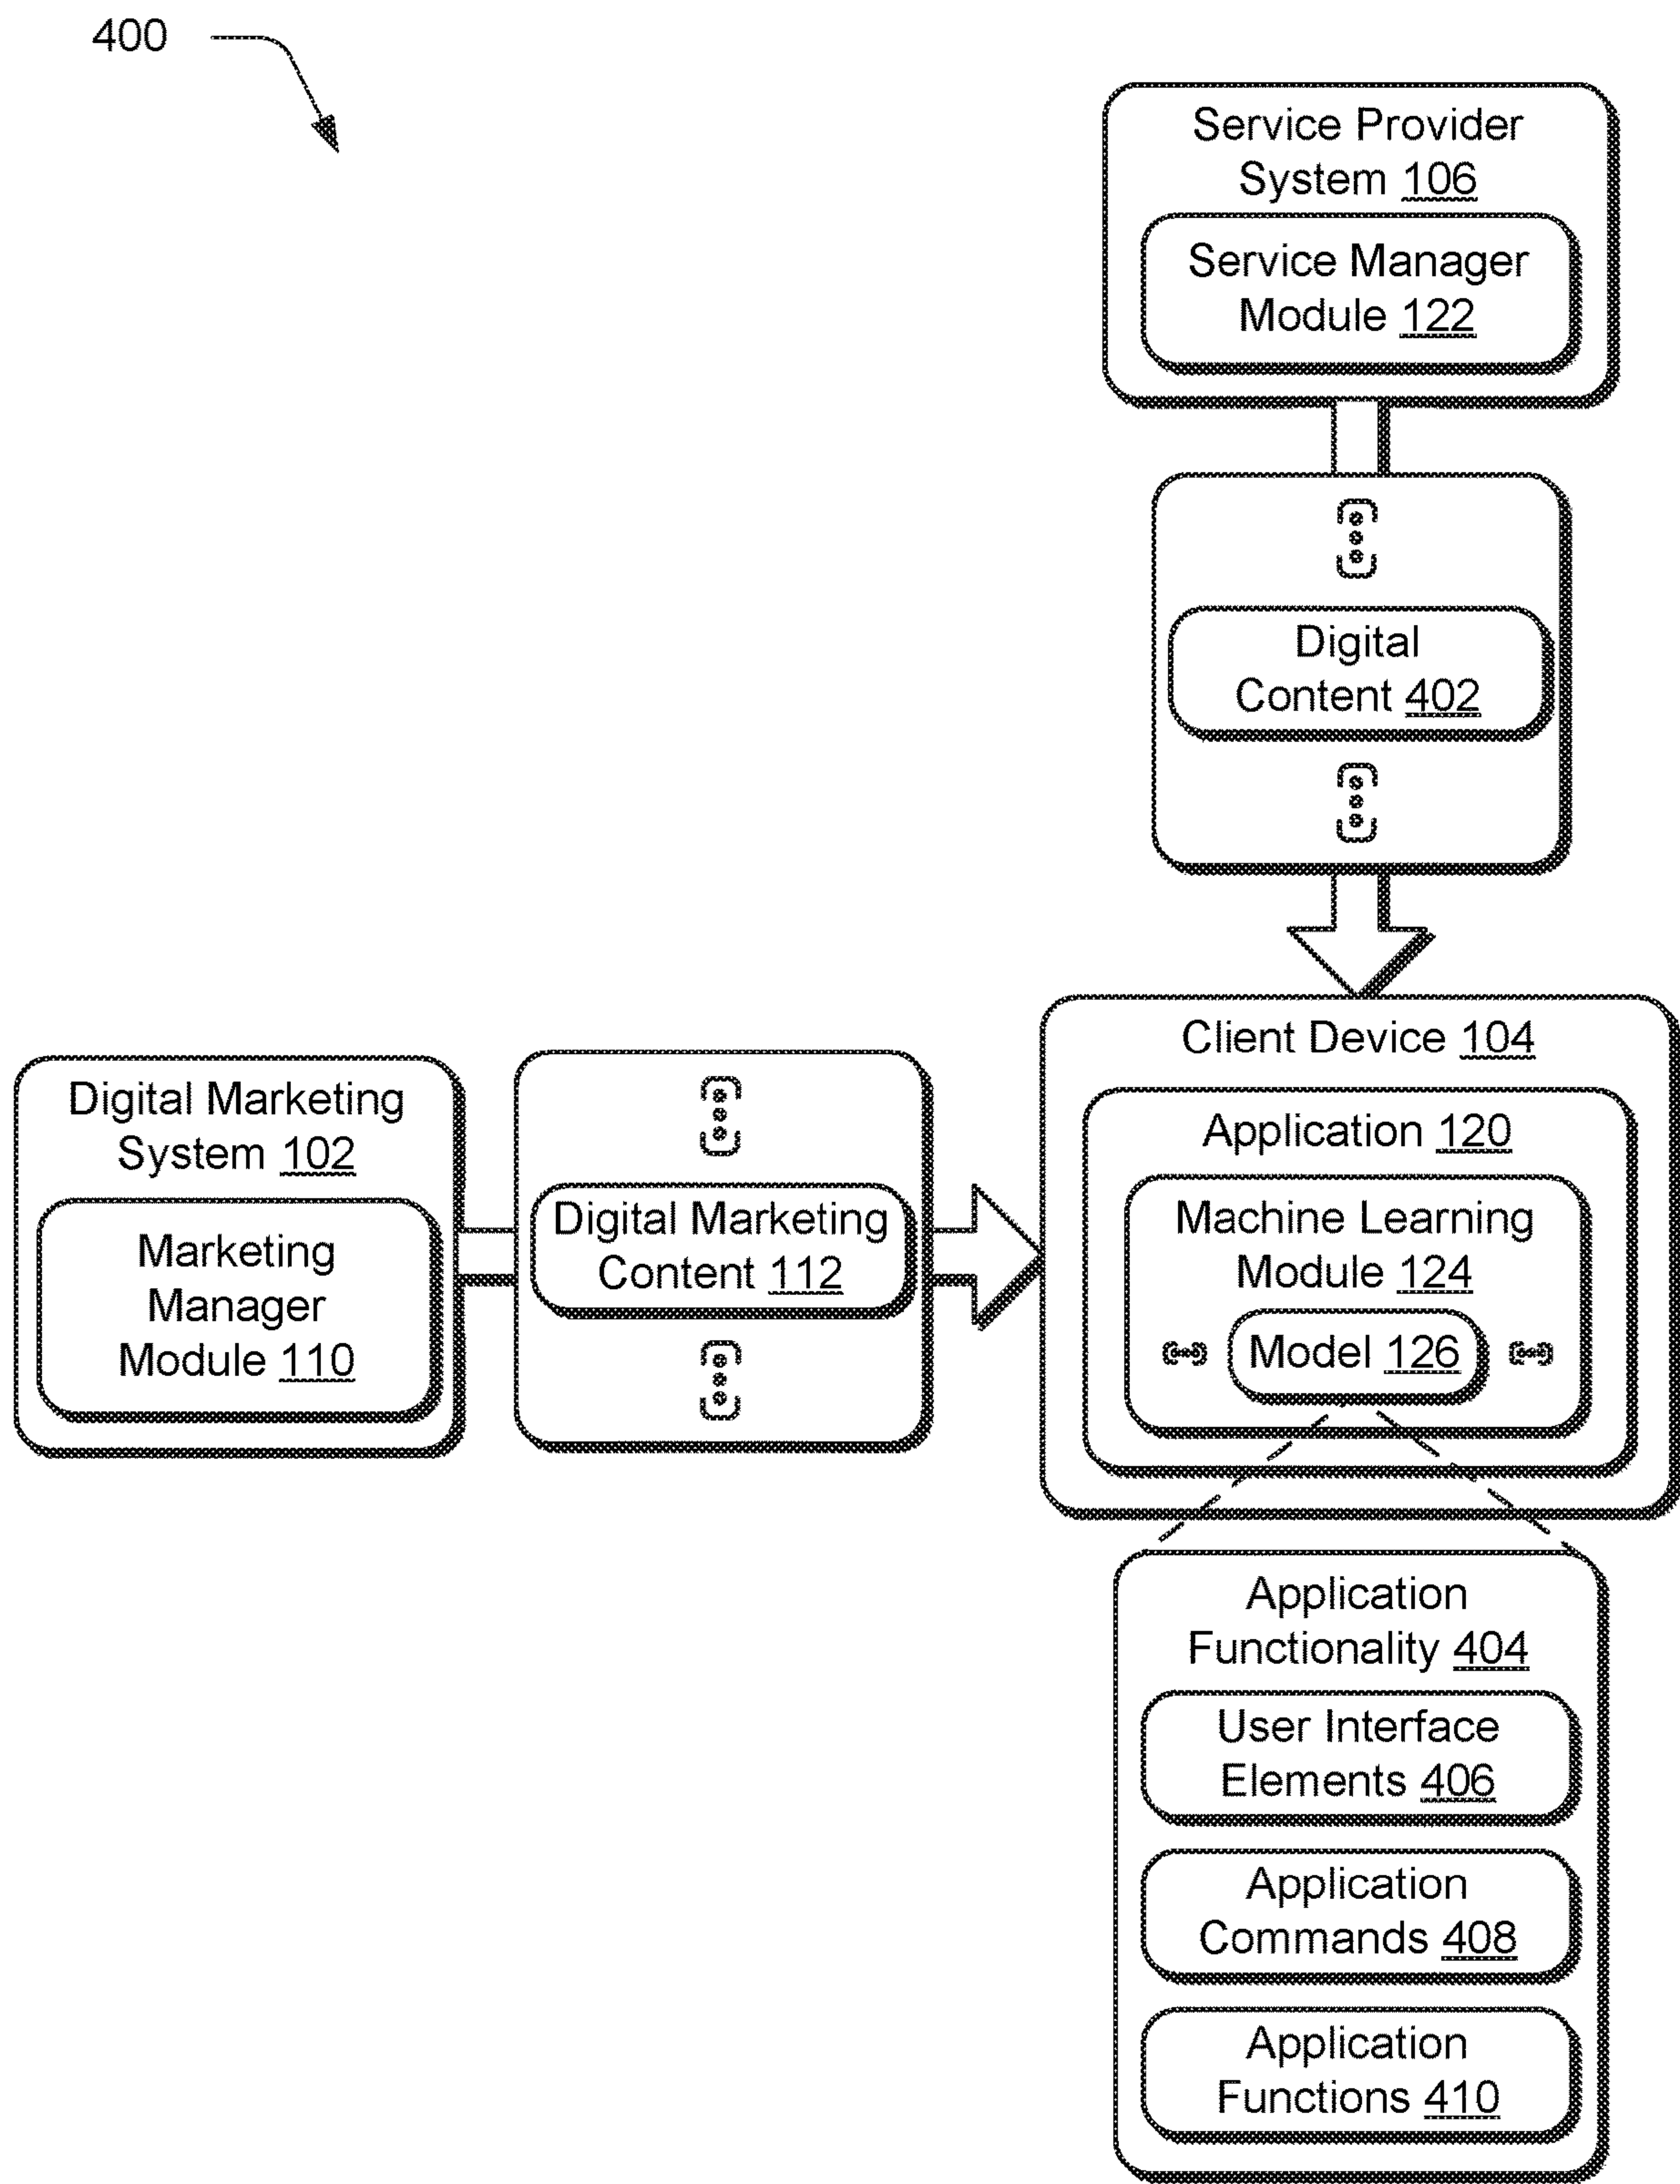 400
Service Provider
System 106
Service Manager
Module 122
Digital
Content 402
Client Device 104
Application 120
Machine Learning
Module 124
Model 126
Digital Marketing
System 102
Marketing
Manager
Module 110
Digital Marketing
Content 112
Application
Functionality 404
User Interface
Elements 406
Application
Commands 408
Application
Functions 410